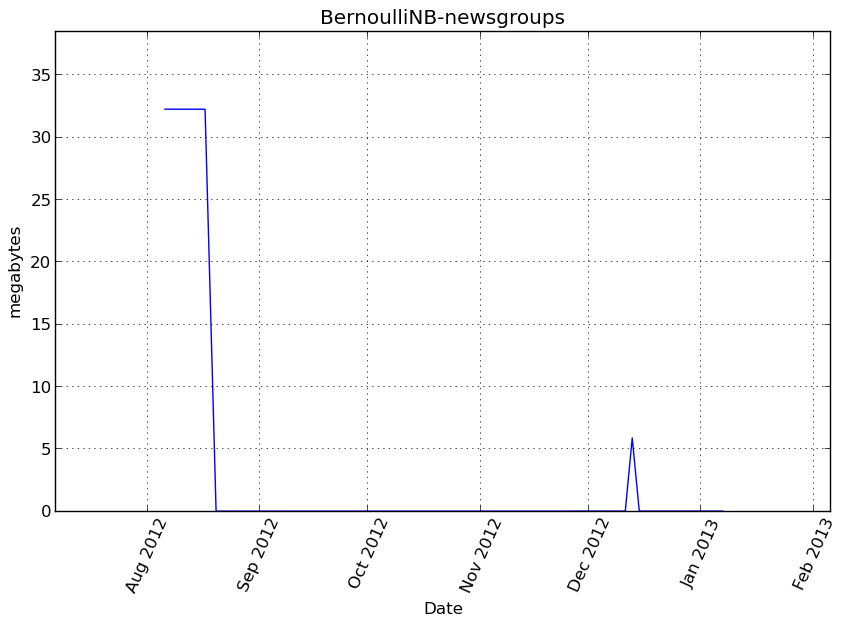 BernoulliNB-newsgroups
megabytes
35
30
25
20
15
10
5
0
Aug 2012
Sep 2012
Oct 2012
Nov 2012
Dec 2012
Jan 2013
Feb 2013
Date